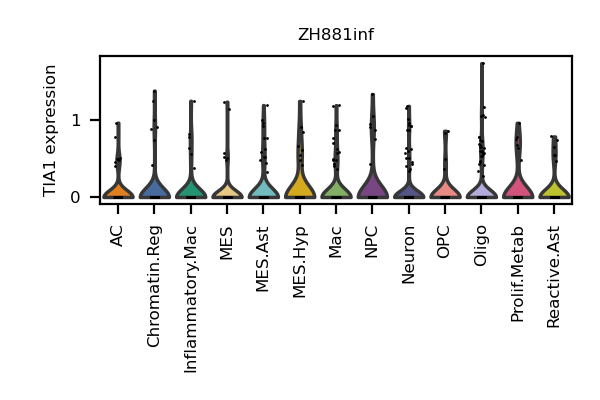 ZH881inf
TIA1 expression
1
0
AC
Chromatin.Reg
Inflammatory.Mac
MES
MES.Ast
MES.Hyp
Mac
NPC
Neuron
OPC
Oligo
Prolif.Metab
Reactive.Ast